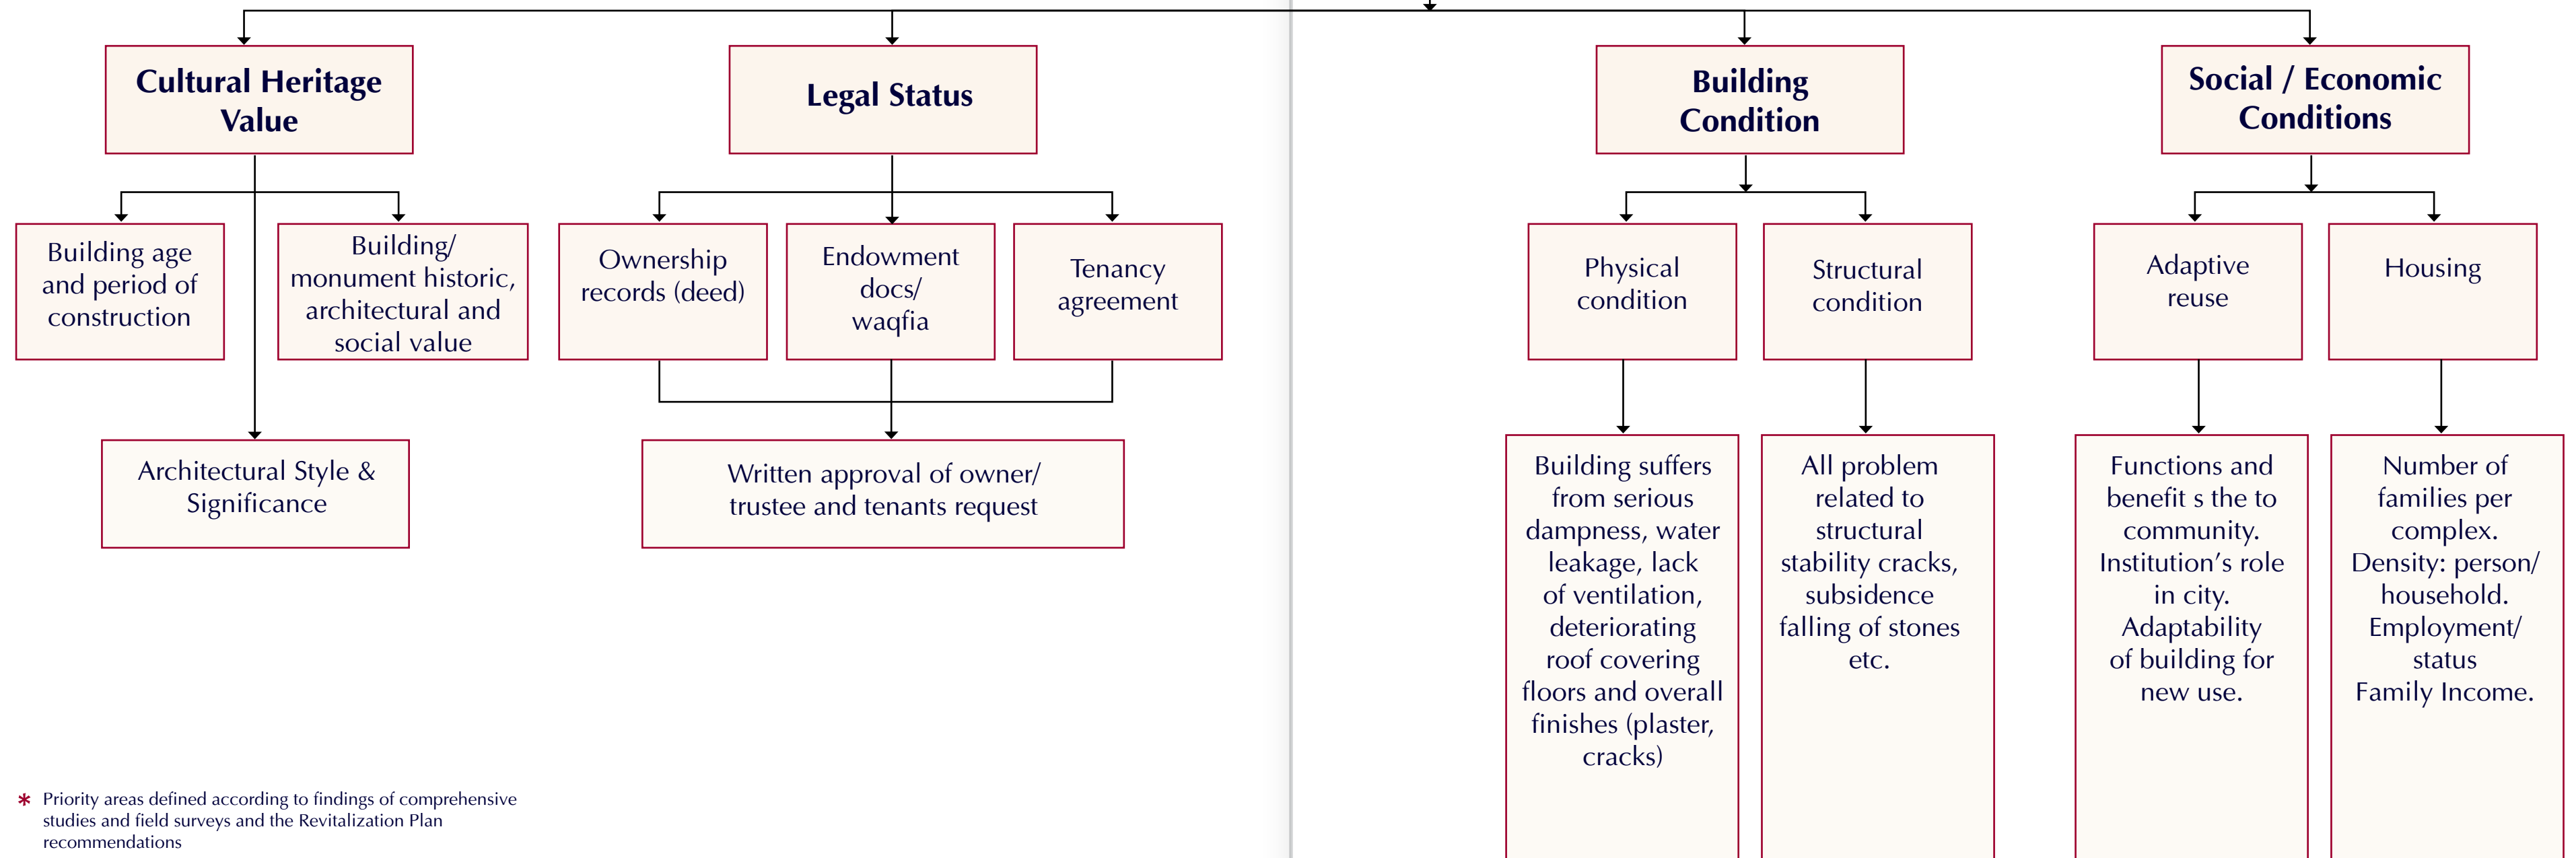 Cultural Heritage
Value
Legal Status
Building
Condition
Social / Economic
Conditions
Building age
and period of
construction
Building/
monument historic,
architectural and
social value
Ownership
records (deed)
Endowment
docs/
waqfia
Tenancy
agreement
Physical
condition
Structural
condition
Adaptive
reuse
Housing
Architectural Style &
Significance
Written approval of owner/
trustee and tenants request
Building suffers
from serious
dampness, water
leakage, lack
of ventilation,
deteriorating
roof covering
floors and overall
finishes (plaster,
cracks)
All problem
related to
structural
stability cracks,
subsidence
falling of stones
etc.
Functions and
benefit s the to
community.
Institution’s role
in city.
Adaptability
of building for
new use.
Number of
families per
complex.
Density: person/
household.
Employment/
status
Family Income.
* Priority areas defined according to findings of comprehensive
studies and field surveys and the Revitalization Plan
recommendations